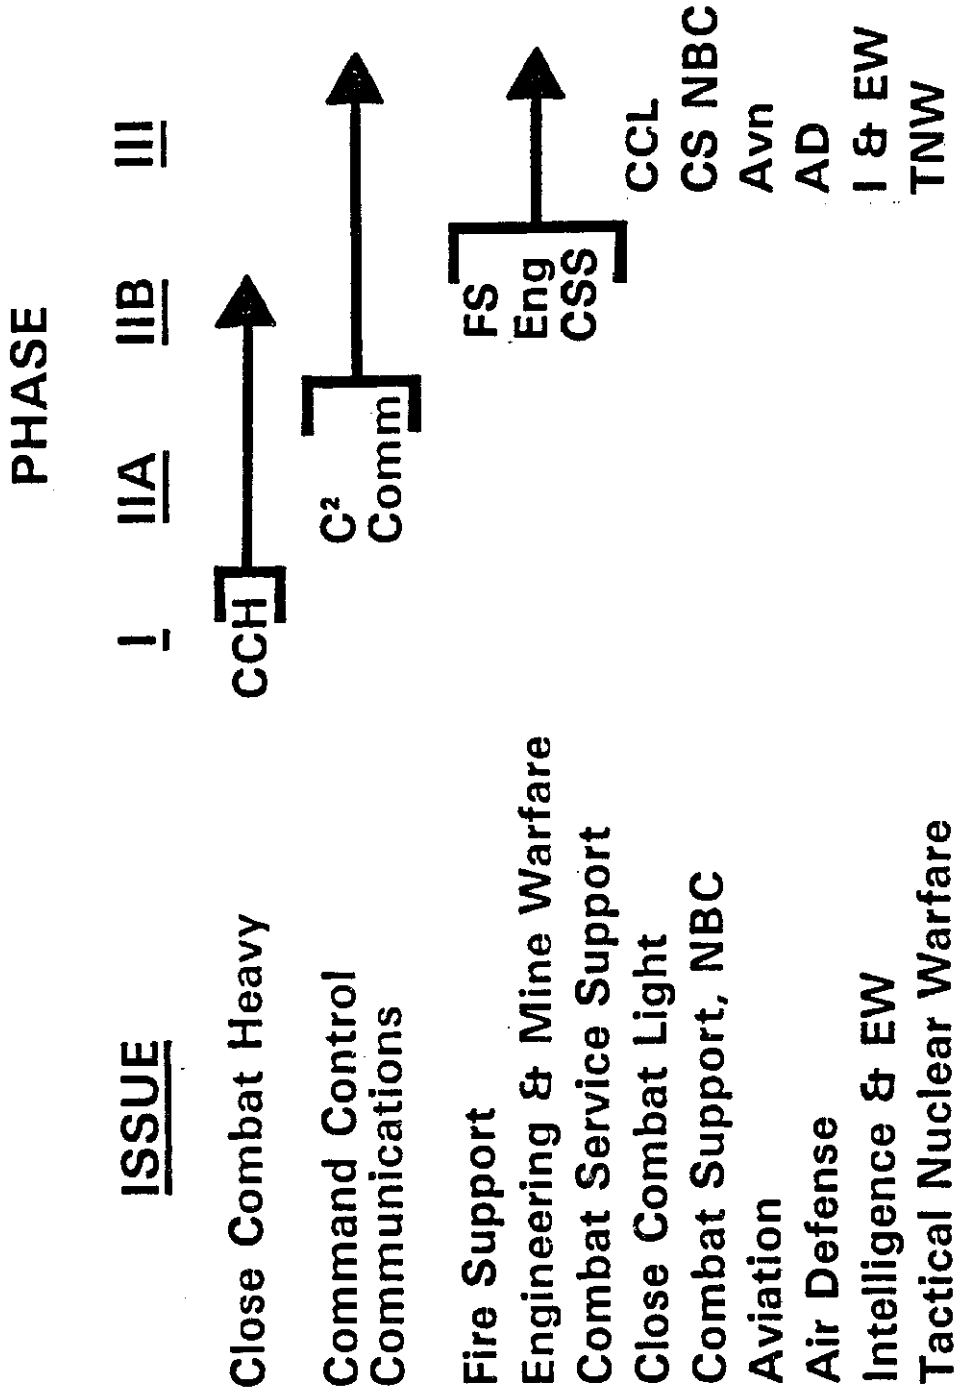 PHASE
ISSUE I IIA IIB III
Close Combat Heavy CCH
Command Control C²
Communications Comm
Fire Support FS
Engineering & Mine Warfare Eng
Combat Service Support CSS
Close Combat Light CCL
Combat Support, NBC CS NBC
Aviation Avn
Air Defense AD
Intelligence & EW I & EW
Tactical Nuclear Warfare TNW